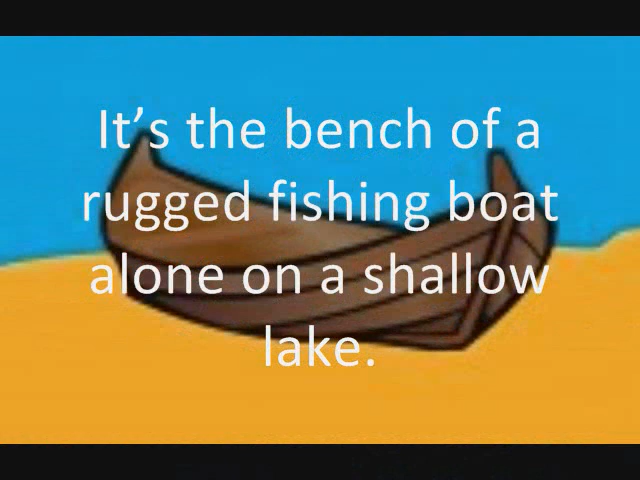 It’s the bench of a
rugged fishing boat
alone on a shallow
lake.